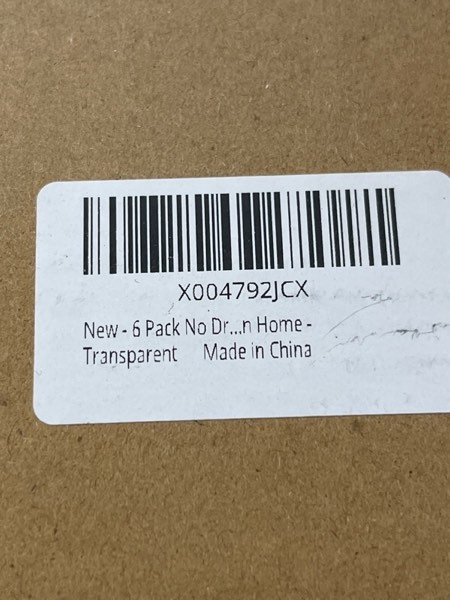 X004792JCX
New - 6 Pack No Dr...n Home -
Transparent Made in China